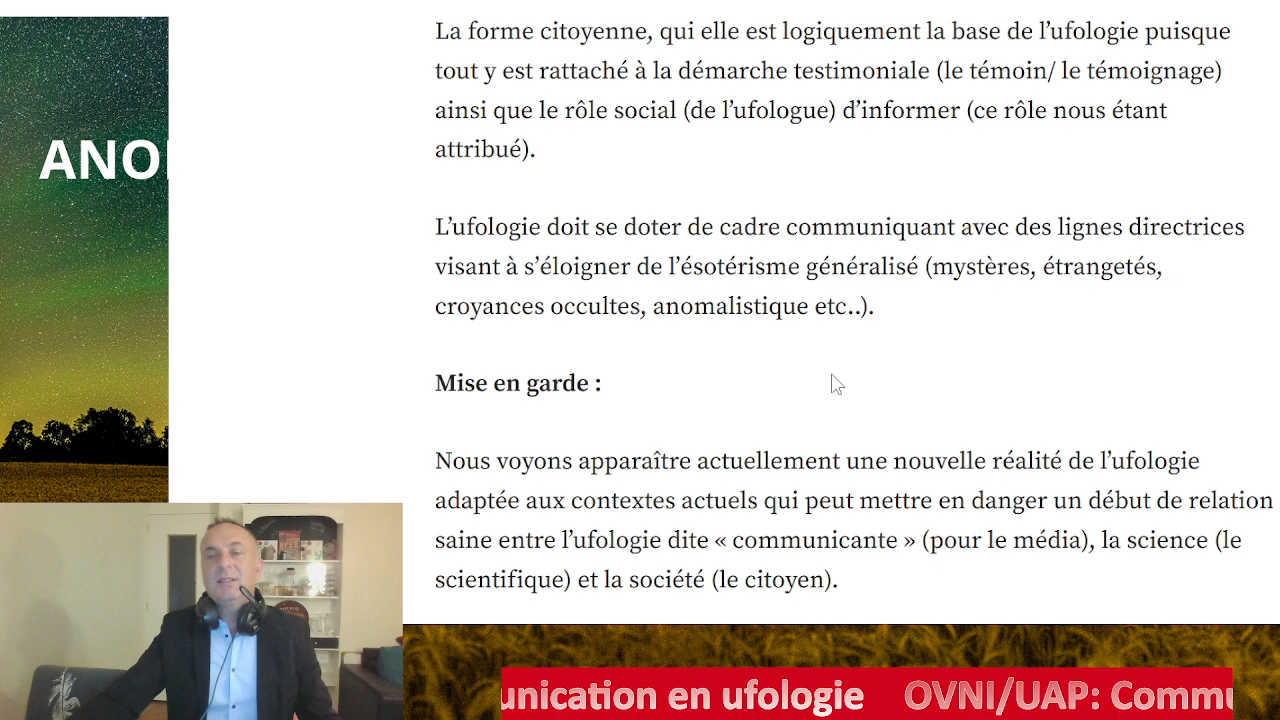 La forme citoyenne, qui elle est logiquement la base de l’ufologie puisque
tout y est rattaché à la démarche testimoniale (le témoin/ le témoignage)
ainsi que le rôle social (de l’ufologue) d’informer (ce rôle nous étant
attribué).
L’ufologie doit se doter de cadre communiquant avec des lignes directrices
visant à s’éloigner de l’ésotérisme généralisé (mystères, étrangetés,
croyances occultes, anomalistique etc..).
Mise en garde :
Nous voyons apparaître actuellement une nouvelle réalité de l’ufologie
adaptée aux contextes actuels qui peut mettre en danger un début de relation
saine entre l’ufologie dite « communicante » (pour le média), la science (le
scientifique) et la société (le citoyen).
ANO
unication en ufologie OVNI/UAP: Commu